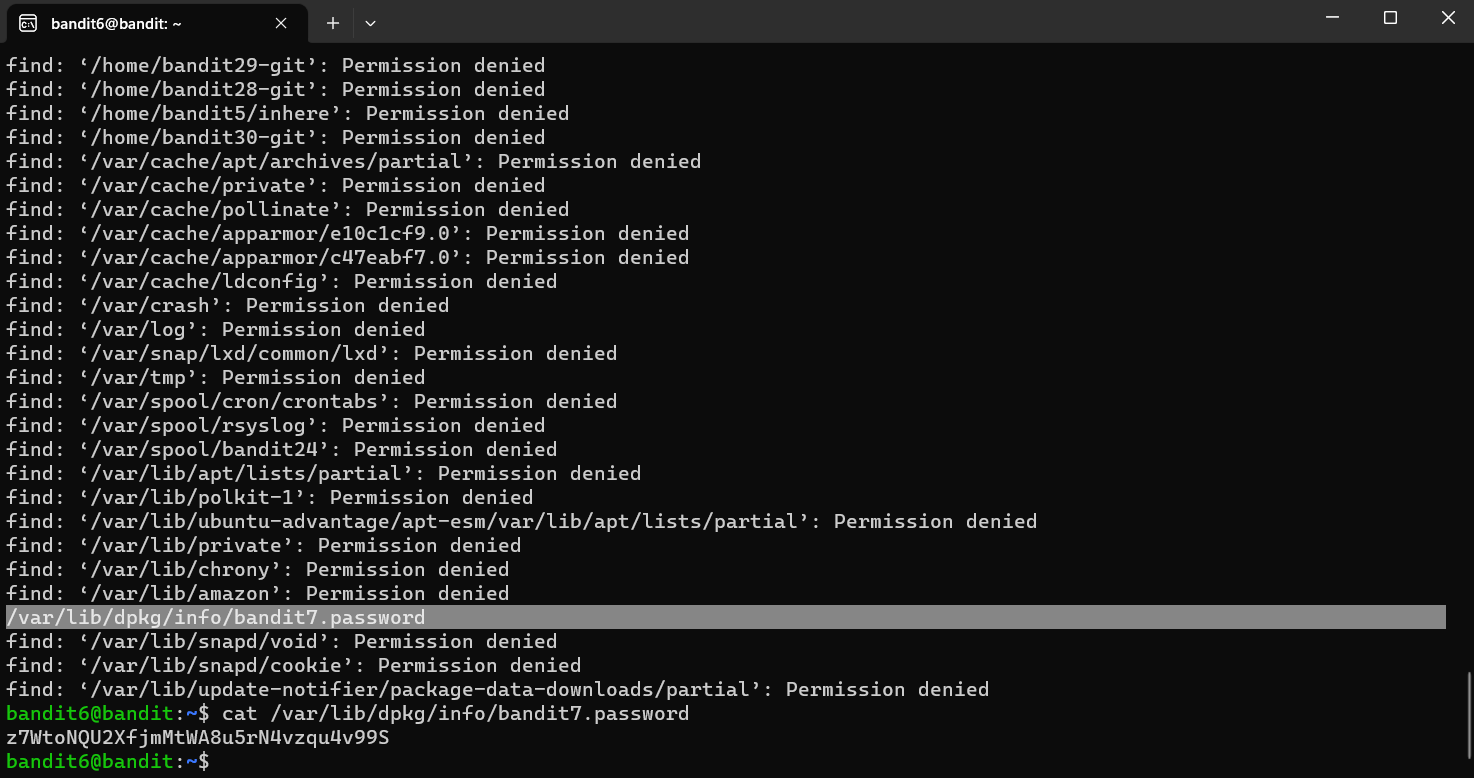 bandit6@bandit: ~
find: ‘/home/bandit29-git’: Permission denied
find: ‘/home/bandit28-git’: Permission denied
find: ‘/home/bandit5/inhere’: Permission denied
find: ‘/home/bandit30-git’: Permission denied
find: ‘/var/cache/apt/archives/partial’: Permission denied
find: ‘/var/cache/private’: Permission denied
find: ‘/var/cache/pollinate’: Permission denied
find: ‘/var/cache/apparmor/e10c1cf9.0’: Permission denied
find: ‘/var/cache/apparmor/c47eabf7.0’: Permission denied
find: ‘/var/cache/ldconfig’: Permission denied
find: ‘/var/crash’: Permission denied
find: ‘/var/log’: Permission denied
find: ‘/var/snap/lxd/common/lxd’: Permission denied
find: ‘/var/tmp’: Permission denied
find: ‘/var/spool/cron/crontabs’: Permission denied
find: ‘/var/spool/rsyslog’: Permission denied
find: ‘/var/spool/bandit24’: Permission denied
find: ‘/var/lib/apt/lists/partial’: Permission denied
find: ‘/var/lib/polkit-1’: Permission denied
find: ‘/var/lib/ubuntu-advantage/apt-esm/var/lib/apt/lists/partial’: Permission denied
find: ‘/var/lib/private’: Permission denied
find: ‘/var/lib/chrony’: Permission denied
find: ‘/var/lib/amazon’: Permission denied
/var/lib/dpkg/info/bandit7.password
find: ‘/var/lib/snapd/void’: Permission denied
find: ‘/var/lib/snapd/cookie’: Permission denied
find: ‘/var/lib/update-notifier/package-data-downloads/partial’: Permission denied
bandit6@bandit:~$ cat /var/lib/dpkg/info/bandit7.password
z7WtoNQU2XfjmMtWA8u5rN4vzqu4v99S
bandit6@bandit:~$